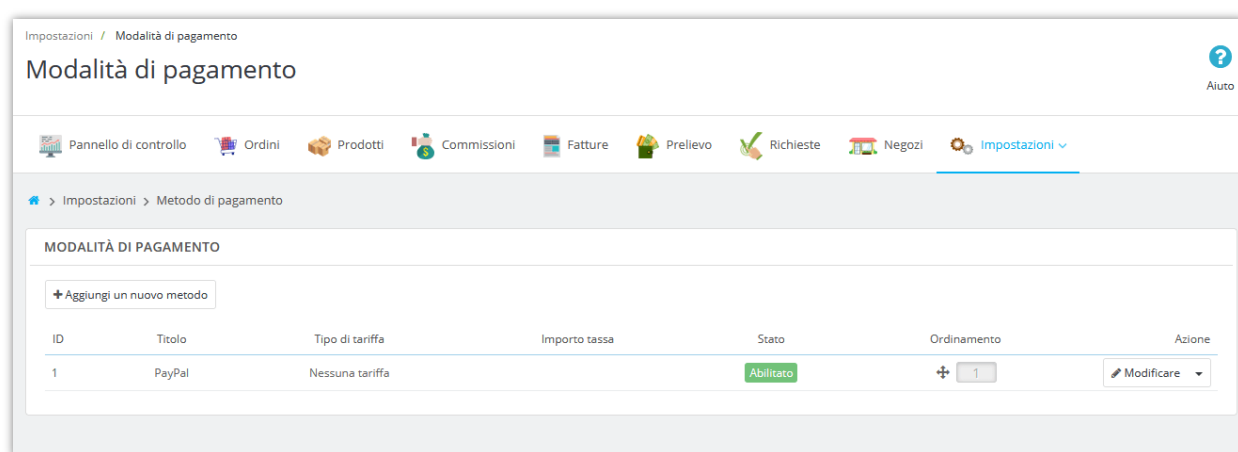 Impostazioni / Modalità di pagamento
Modalità di pagamento
Aiuto
Pannello di controllo Ordini Prodotti Commissioni Fatture Prelievo Richieste Negozi Impostazioni
> Impostazioni > Metodo di pagamento
MODALITÀ DI PAGAMENTO
+ Aggiungi un nuovo metodo
ID Titolo Tipo di tariffa Importo tassa Stato Ordinamento Azione
1 PayPal Nessuna tariffa Abilitato 1 Modificare